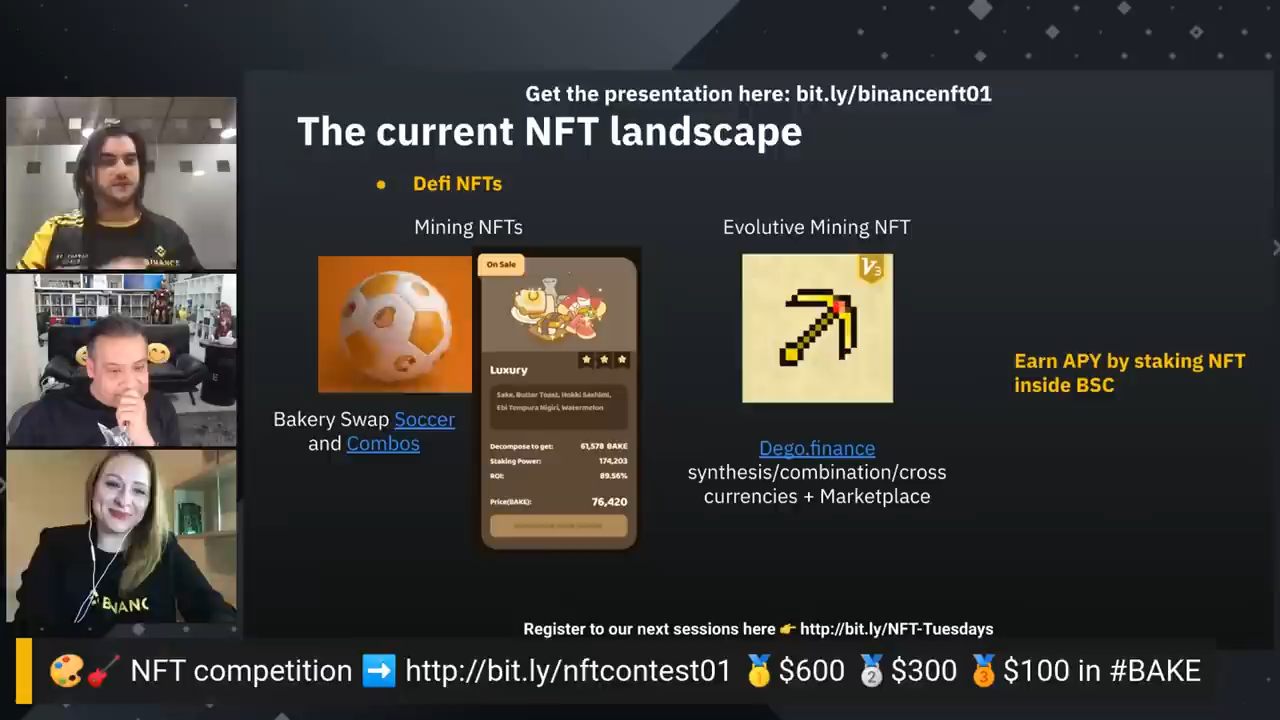 Get the presentation here: bit.ly/binancenft01
The current NFT landscape
● Defi NFTs
Mining NFTs
Evolutive Mining NFT
On Sale
V3
Luxury
Sake, Butter Toast, Hokki Sashimi,
Ebi Tempura Nigiri, Watermelon
Decompose to get: 61,578 BAKE
Staking Power: 174,203
ROI: 89.56%
Price(BAKE): 76,420
Bakery Swap Soccer
and Combos
Dego.finance
synthesis/combination/cross
currencies + Marketplace
Earn APY by staking NFT
inside BSC
BINANCE
BINANC
Register to our next sessions here 👉 http://bit.ly/NFT-Tuesdays
🎨🎸 NFT competition ➡️ http://bit.ly/nftcontest01 🥇$600 🥈$300 🥉$100 in #BAKE